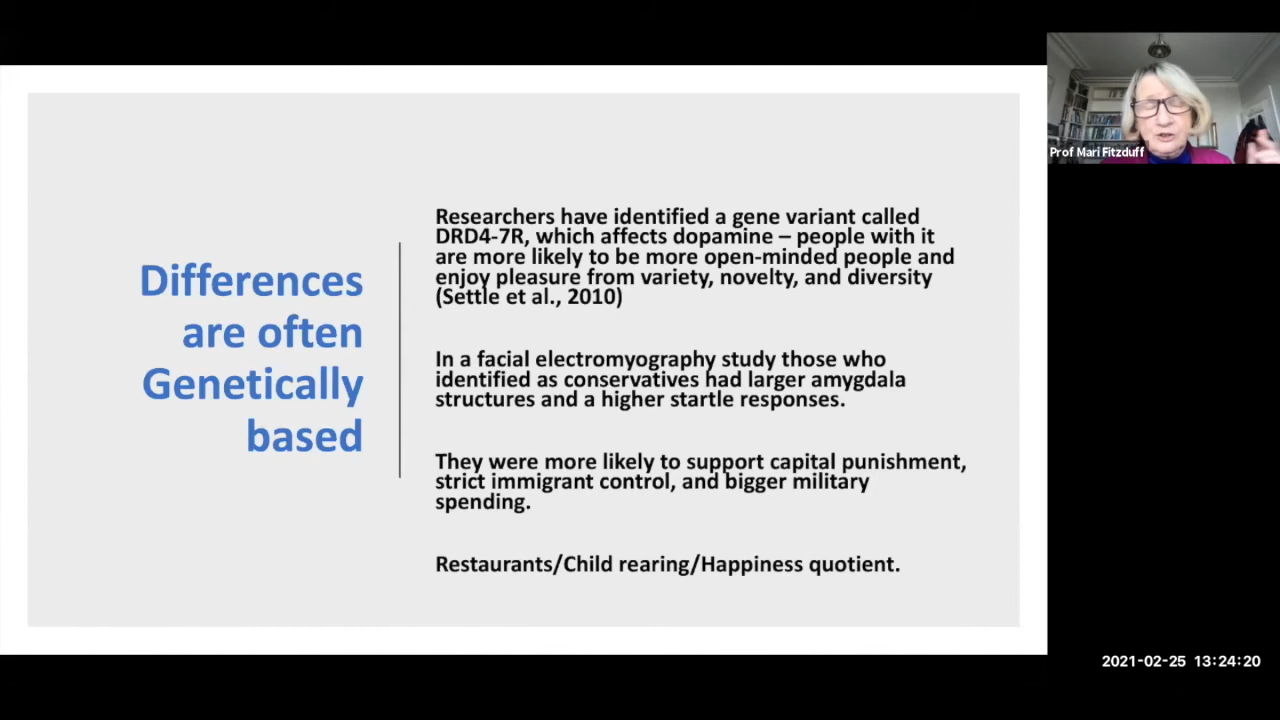 Differences
are often
Genetically
based
Researchers have identified a gene variant called
DRD4-7R, which affects dopamine – people with it
are more likely to be more open-minded people and
enjoy pleasure from variety, novelty, and diversity
(Settle et al., 2010)
In a facial electromyography study those who
identified as conservatives had larger amygdala
structures and a higher startle responses.
They were more likely to support capital punishment,
strict immigrant control, and bigger military
spending.
Restaurants/Child rearing/Happiness quotient.
Prof Mari Fitzduff
2021-02-25 13:24:20